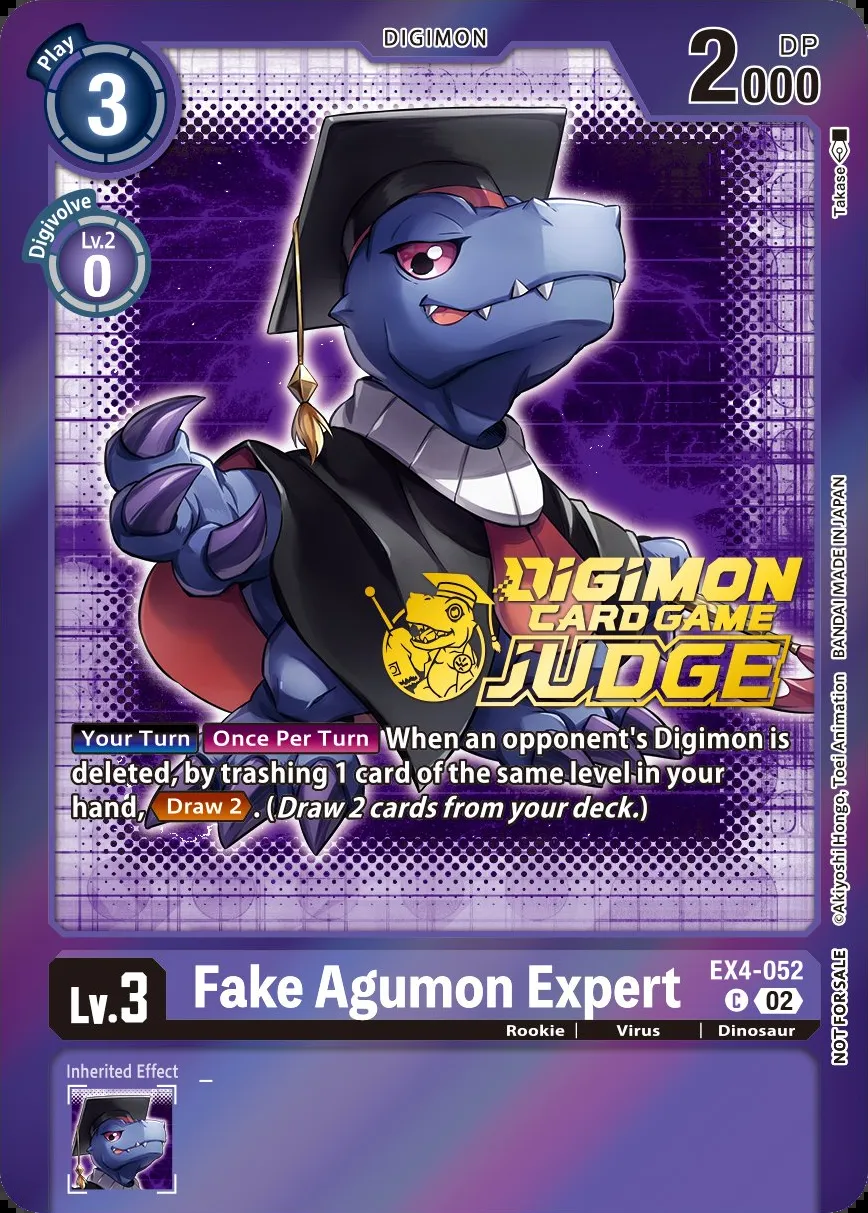 DIGIMON
Play
3
DP
2000
Digivolve
Lv.2
0
Takase
DIGIMON
CARD GAME
JUDGE
Your Turn Once Per Turn When an opponent's Digimon is
deleted, by trashing 1 card of the same level in your
hand, Draw 2. (Draw 2 cards from your deck.)
©Akiyoshi Hongo, Toei Animation BANDAI MADE IN JAPAN
Lv.3
Fake Agumon Expert
EX4-052
C 02
Rookie | Virus | Dinosaur
NOT FOR SALE
Inherited Effect
–